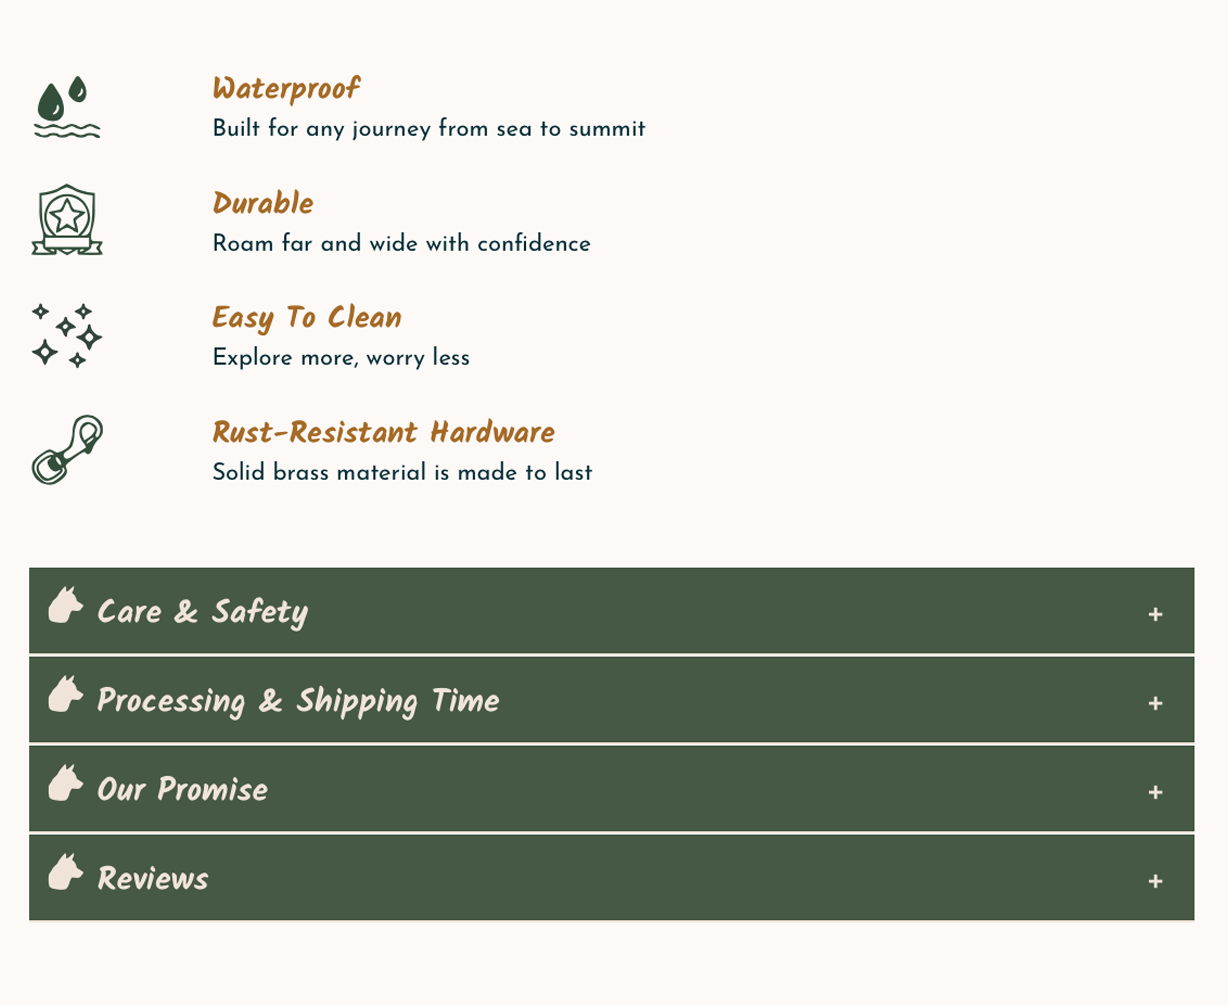 Waterproof
Built for any journey from sea to summit
Durable
Roam far and wide with confidence
Easy To Clean
Explore more, worry less
Rust-Resistant Hardware
Solid brass material is made to last
Care & Safety +
Processing & Shipping Time +
Our Promise +
Reviews +